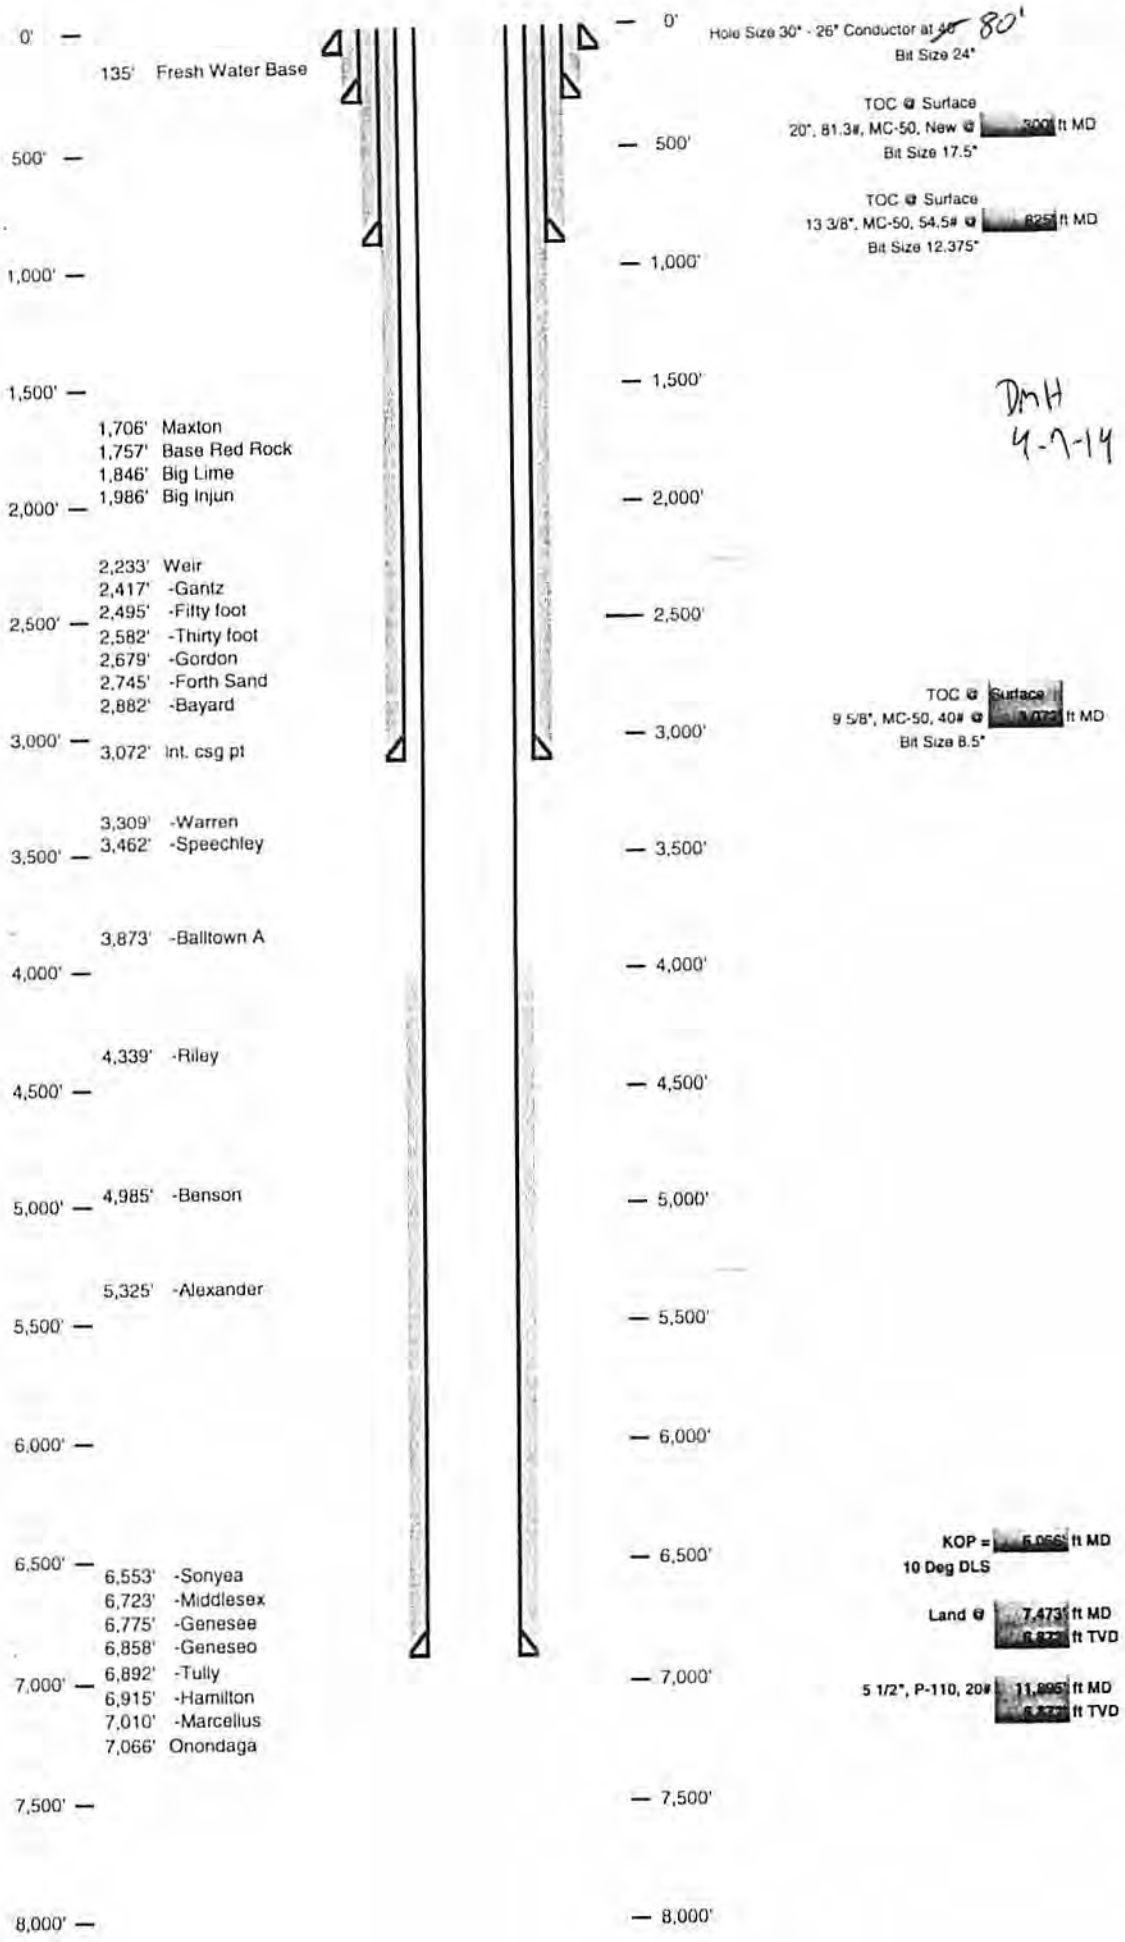 0'
135' Fresh Water Base
500'
1,000'
1,500'
1,706' Maxton
1,757' Base Red Rock
1,846' Big Lime
1,986' Big Injun
2,000'
2,233' Weir
2,417' -Gantz
2,495' -Fifty foot
2,500'
2,582' -Thirty foot
2,679' -Gordon
2,745' -Forth Sand
2,882' -Bayard
3,000'
3,072' Int. csg pt
3,309' -Warren
3,462' -Speechley
3,500'
3,873' -Balltown A
4,000'
4,339' -Riley
4,500'
4,985' -Benson
5,000'
5,325' -Alexander
5,500'
6,000'
6,500'
6,553' -Sonyea
6,723' -Middlesex
6,775' -Genesee
6,858' -Geneseo
6,892' -Tully
7,000'
6,915' -Hamilton
7,010' -Marcellus
7,066' Onondaga
7,500'
8,000'
0'
500'
1,000'
1,500'
2,000'
2,500'
3,000'
3,500'
4,000'
4,500'
5,000'
5,500'
6,000'
6,500'
7,000'
7,500'
8,000'
Hole Size 30" - 26" Conductor at 40' 80'
Bit Size 24"
TOC @ Surface
20", 81.3#, MC-50, New @ 300' ft MD
Bit Size 17.5"
TOC @ Surface
13 3/8", MC-50, 54.5# @ 825' ft MD
Bit Size 12.375"
DMH
4-7-14
TOC @ Surface
9 5/8", MC-50, 40# @ 3,072' ft MD
Bit Size 8.5"
KOP = ft MD
10 Deg DLS
Land @ 7,473' ft MD
ft TVD
5 1/2", P-110, 20# 11,895' ft MD
ft TVD